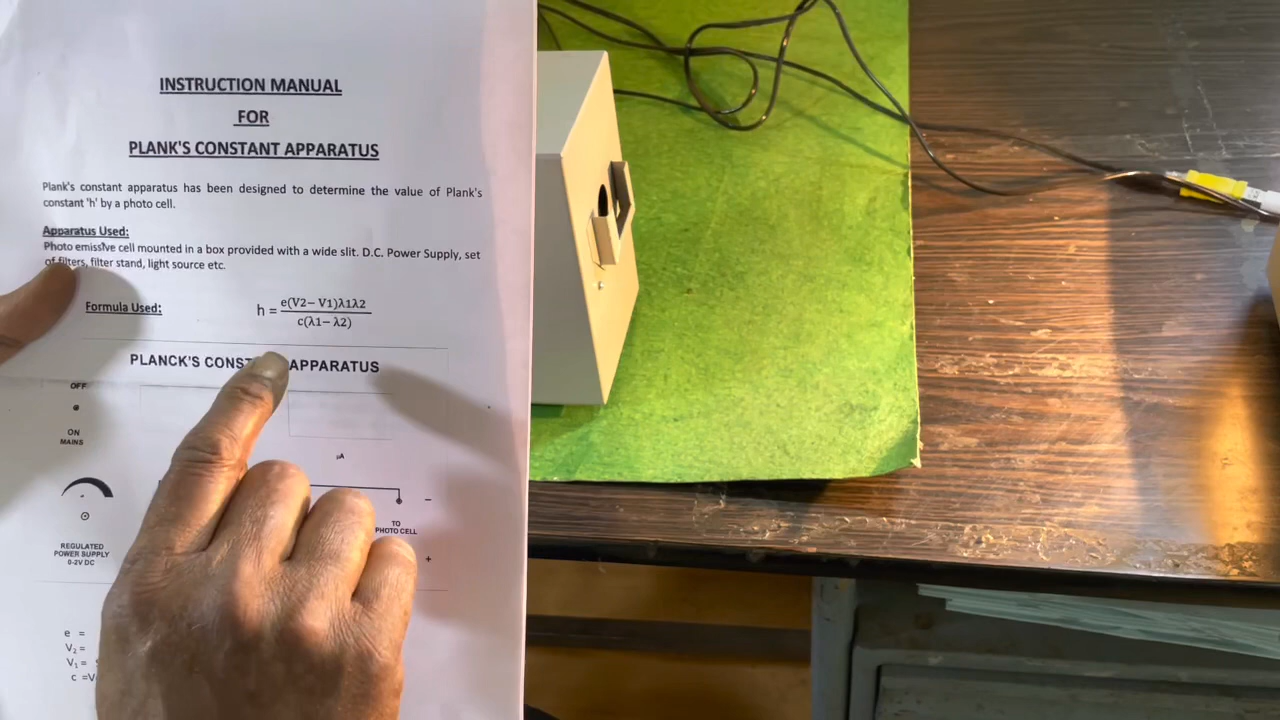 INSTRUCTION MANUAL
FOR
PLANK'S CONSTANT APPARATUS
Plank's constant apparatus has been designed to determine the value of Plank's
constant 'h' by a photo cell.
Apparatus Used:
Photo emissive cell mounted in a box provided with a wide slit. D.C. Power Supply, set
of filters, filter stand, light source etc.
Formula Used: h = e(V2– V1)λ1λ2 / c(λ1– λ2)
PLANCK'S APPARATUS
OFF
ON
MAINS
μA
–
TO
PHOTO CELL
+
REGULATED
POWER SUPPLY
0-2V DC
e =
V₂ =
V₁ =
c =